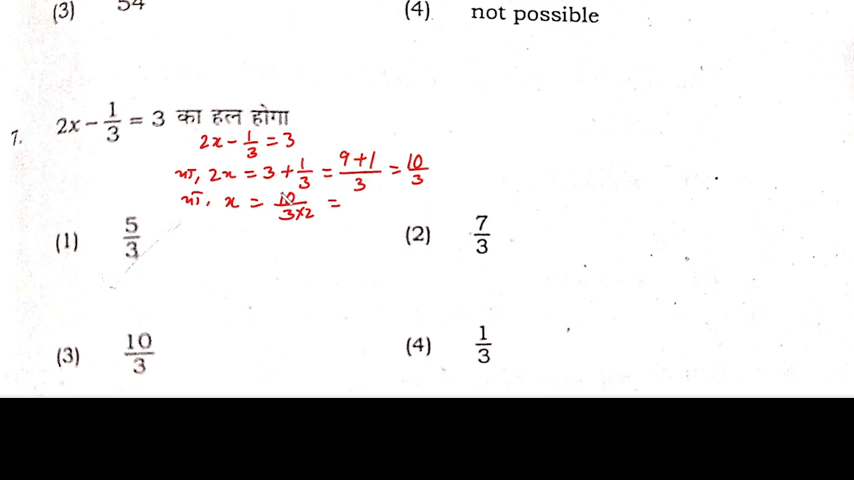 (3) 54 (4) not possible
7. 2x - 1/3 = 3 का हल होगा
2x - 1/3 = 3
या, 2x = 3 + 1/3 = 9+1/3 = 10/3
या, x = 10/3×2 =
(1) 5/3 (2) 7/3
(3) 10/3 (4) 1/3